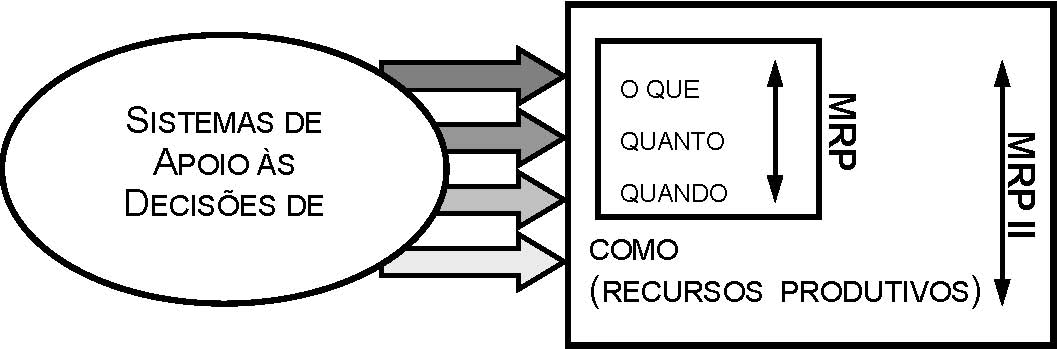 SISTEMAS DE
APOIO ÀS
DECISÕES DE
O QUE
QUANTO
QUANDO
MRP
COMO
(RECURSOS PRODUTIVOS)
MRP II